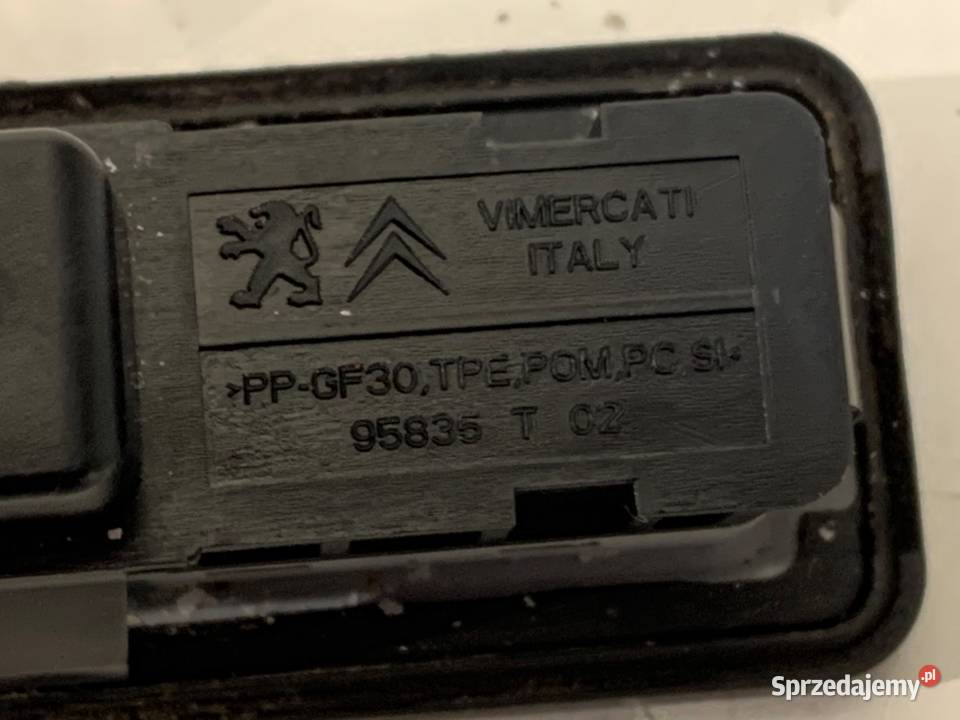 VIMERCATI
ITALY
>PP-GF30,TPE,POM,PC SI<
95835 T 02
Sprzedajemy.pl